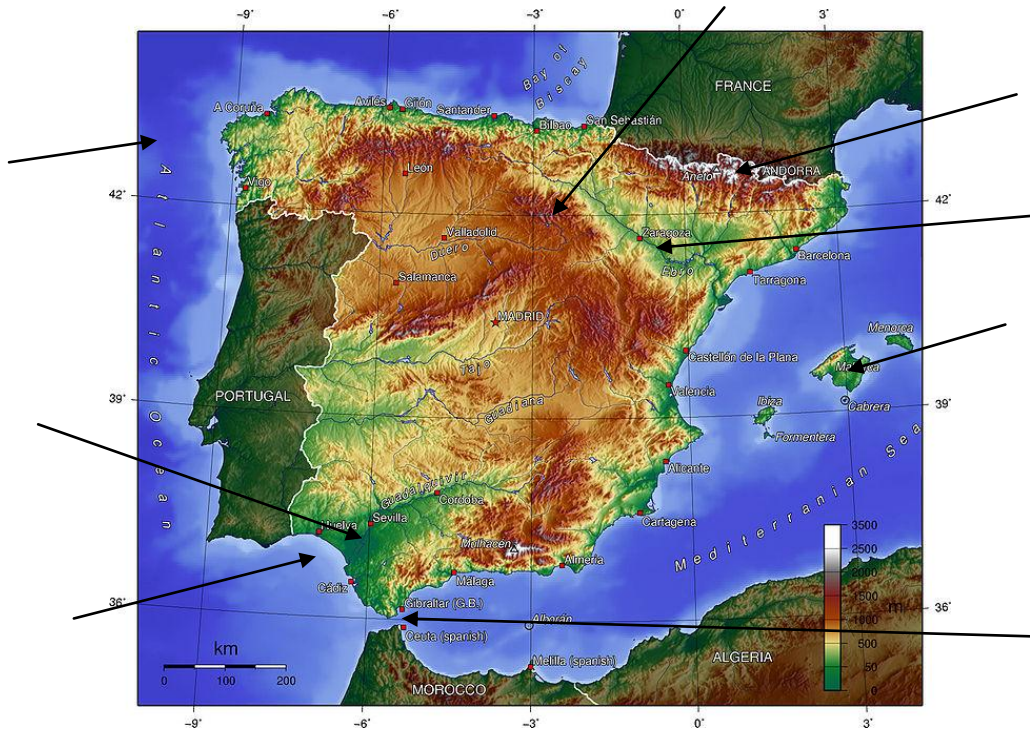 -9°
-6°
-3°
0°
3°
Bay of
Biscay
FRANCE
A Coruña
Avilés
Gijón
Santander
Bilbao
San Sebastián
Aneto
ANDORRA
León
Vigo
42°
42°
Valladolid
Duero
Zaragoza
Ebro
Barcelona
Tarragona
Salamanca
MADRID
Menorca
Castellón de la Plana
Tajo
PORTUGAL
Valencia
Ibiza
Cabrera
39°
39°
Guadiana
Formentera
Atlantic Ocean
Alicante
Guadalquivir
Córdoba
Sevilla
Huelva
Cartagena
Mediterranean Sea
Mulhacén
Almería
Málaga
Cádiz
36°
36°
Gibraltar (G.B.)
Alborán
Ceuta (spanish)
Melilla (spanish)
MOROCCO
ALGERIA
km
0 100 200
3500
2500
2000
1500
1000
m
500
200
100
50
0
-9°
-6°
-3°
0°
3°